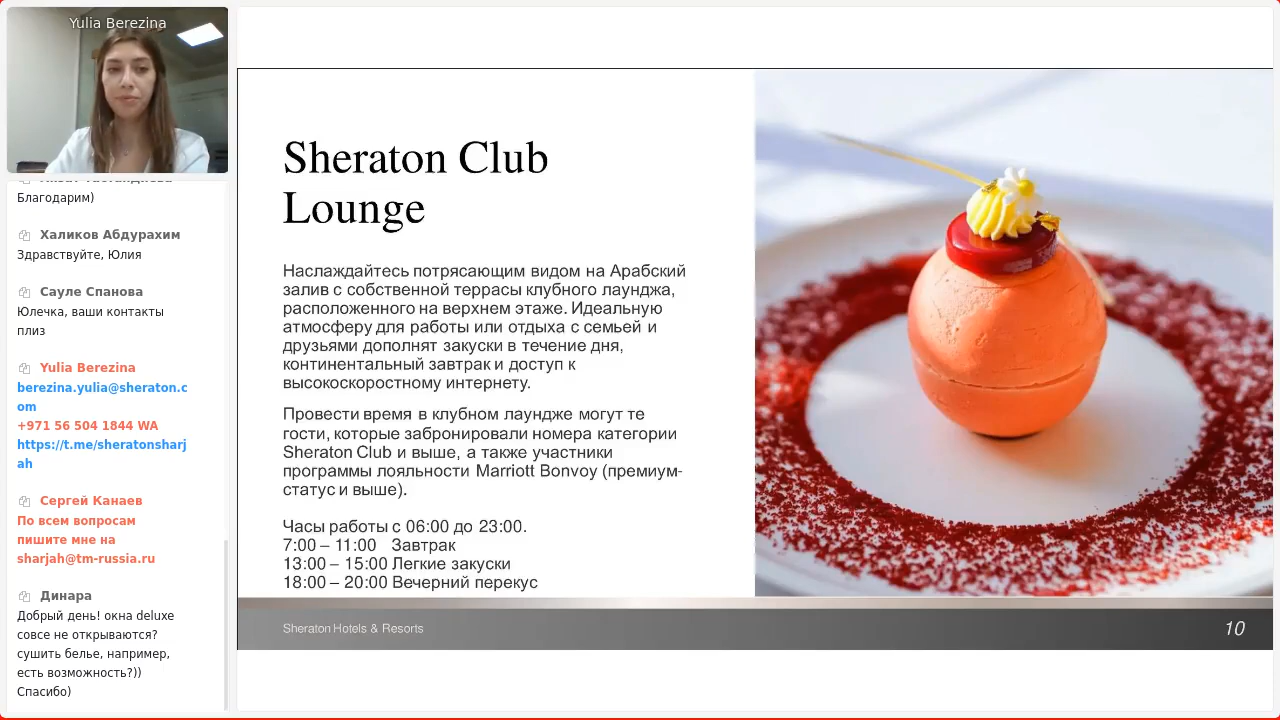 Yulia Berezina
Благодарим)
Халиков Абдурахим
Здравствуйте, Юлия
Сауле Спанова
Юлечка, ваши контакты
плиз
Yulia Berezina
berezina.yulia@sheraton.c
om
+971 56 504 1844 WA
https://t.me/sheratonsharj
ah
Сергей Канаев
По всем вопросам
пишите мне на
sharjah@tm-russia.ru
Динара
Добрый день! окна deluxe
совсе не открываются?
сушить белье, например,
есть возможность?))
Спасибо)
Sheraton Club
Lounge
Наслаждайтесь потрясающим видом на Арабский
залив с собственной террасы клубного лаунджа,
расположенного на верхнем этаже. Идеальную
атмосферу для работы или отдыха с семьей и
друзьями дополнят закуски в течение дня,
континентальный завтрак и доступ к
высокоскоростному интернету.
Провести время в клубном лаундже могут те
гости, которые забронировали номера категории
Sheraton Club и выше, а также участники
программы лояльности Marriott Bonvoy (премиум-
статус и выше).
Часы работы с 06:00 до 23:00.
7:00 – 11:00 Завтрак
13:00 – 15:00 Легкие закуски
18:00 – 20:00 Вечерний перекус
Sheraton Hotels & Resorts
10